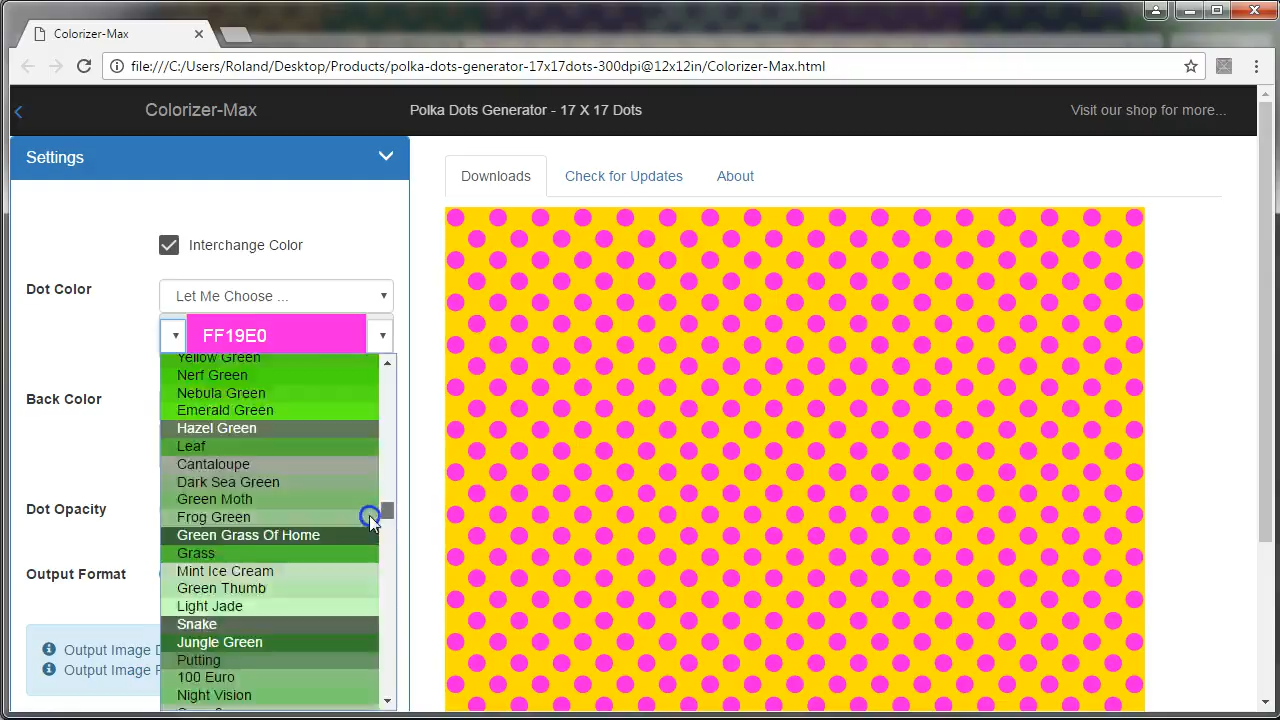 Colorizer-Max
file:///C:/Users/Roland/Desktop/Products/polka-dots-generator-17x17dots-300dpi@12x12in/Colorizer-Max.html
Colorizer-Max
Polka Dots Generator - 17 X 17 Dots
Visit our shop for more...
Settings
Downloads
Check for Updates
About
Interchange Color
Dot Color
Let Me Choose ...
FF19E0
Yellow Green
Nerf Green
Nebula Green
Back Color
Emerald Green
Hazel Green
Leaf
Cantaloupe
Dark Sea Green
Green Moth
Dot Opacity
Frog Green
Green Grass Of Home
Grass
Output Format
Mint Ice Cream
Green Thumb
Light Jade
Snake
Jungle Green
Output Image D
Putting
Output Image F
100 Euro
Night Vision